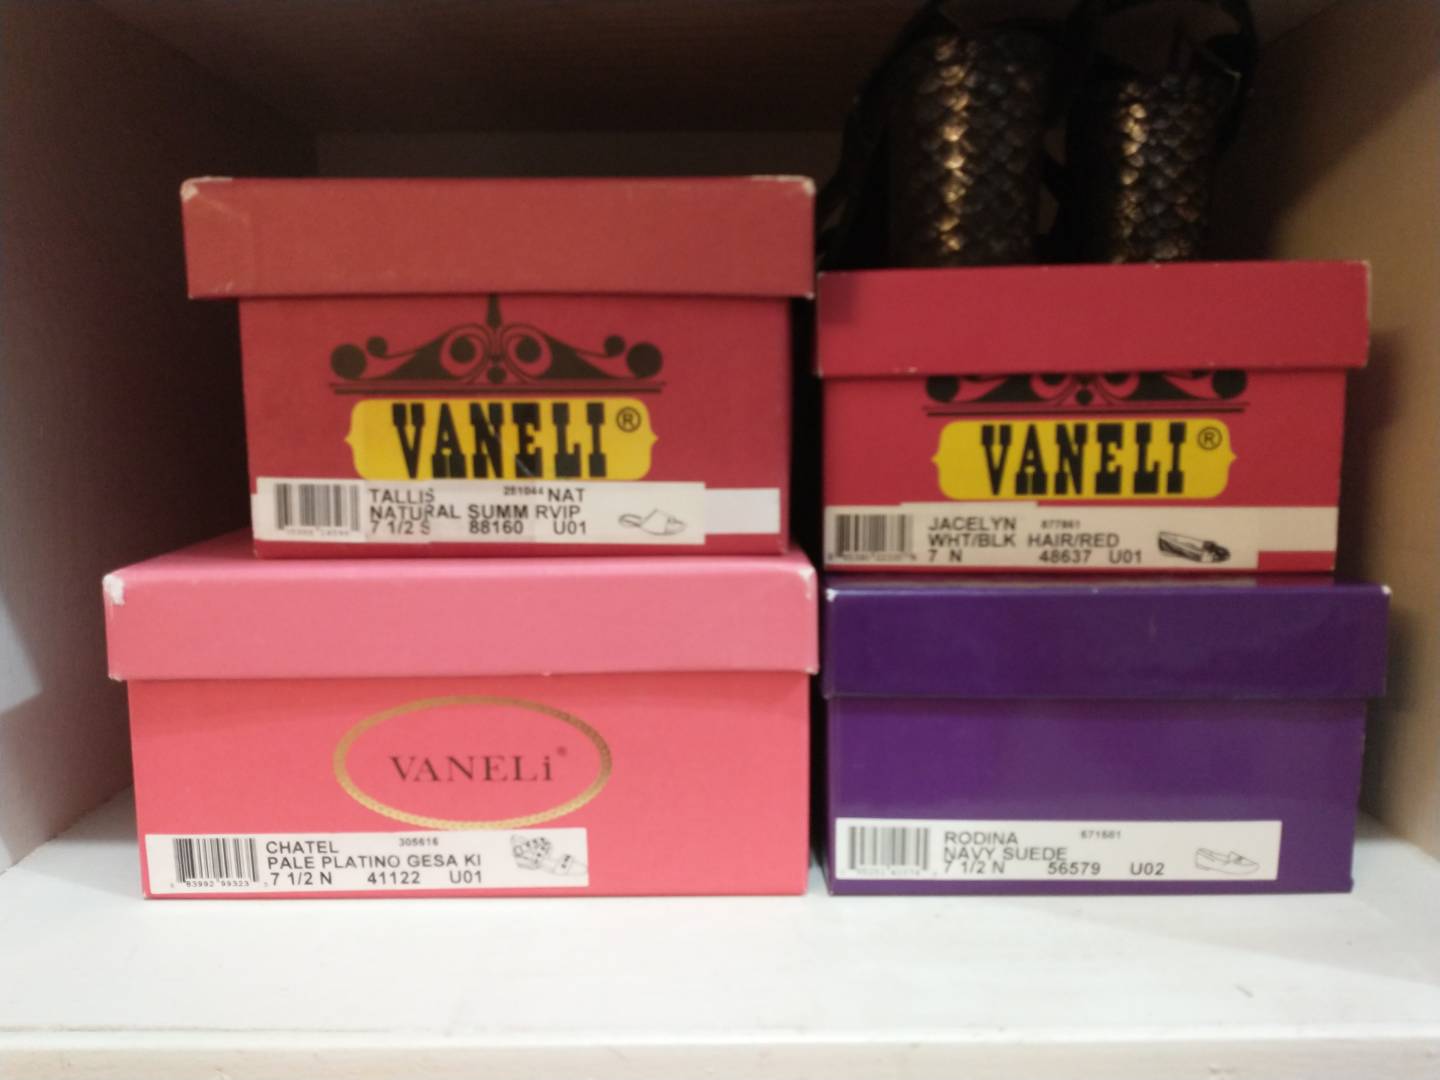 VANELI®
TALLIS 251044 NAT
NATURAL SUMM RVIP
7 1/2 S 88160 U01
VANELI®
JACELYN 677861
WHT/BLK HAIR/RED
7 N 48637 U01
VANELi®
CHATEL 305616
PALE PLATINO GESA KI
7 1/2 N 41122 U01
83992 99323
RODINA 671581
NAVY SUEDE
7 1/2 N 56579 U02